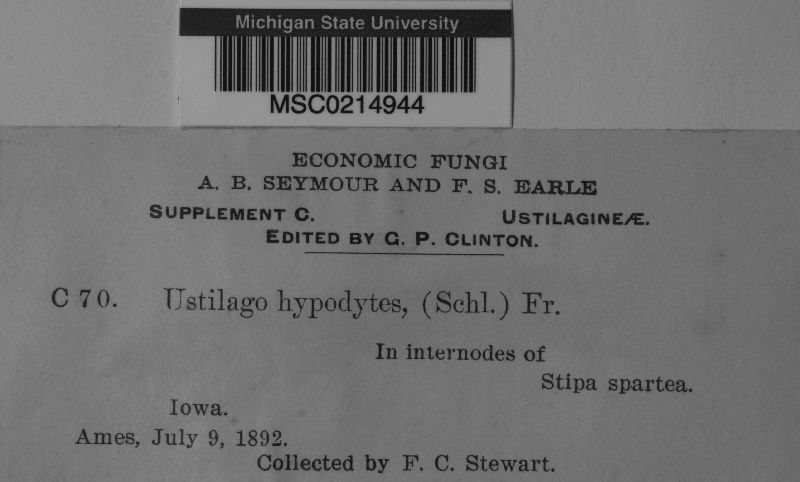 Michigan State University
MSC0214944
ECONOMIC FUNGI
A. B. SEYMOUR AND F. S. EARLE
SUPPLEMENT C. USTILAGINEÆ.
EDITED BY G. P. CLINTON.
C 70. Ustilago hypodytes, (Schl.) Fr.
In internodes of
Stipa spartea.
Iowa.
Ames, July 9, 1892.
Collected by F. C. Stewart.